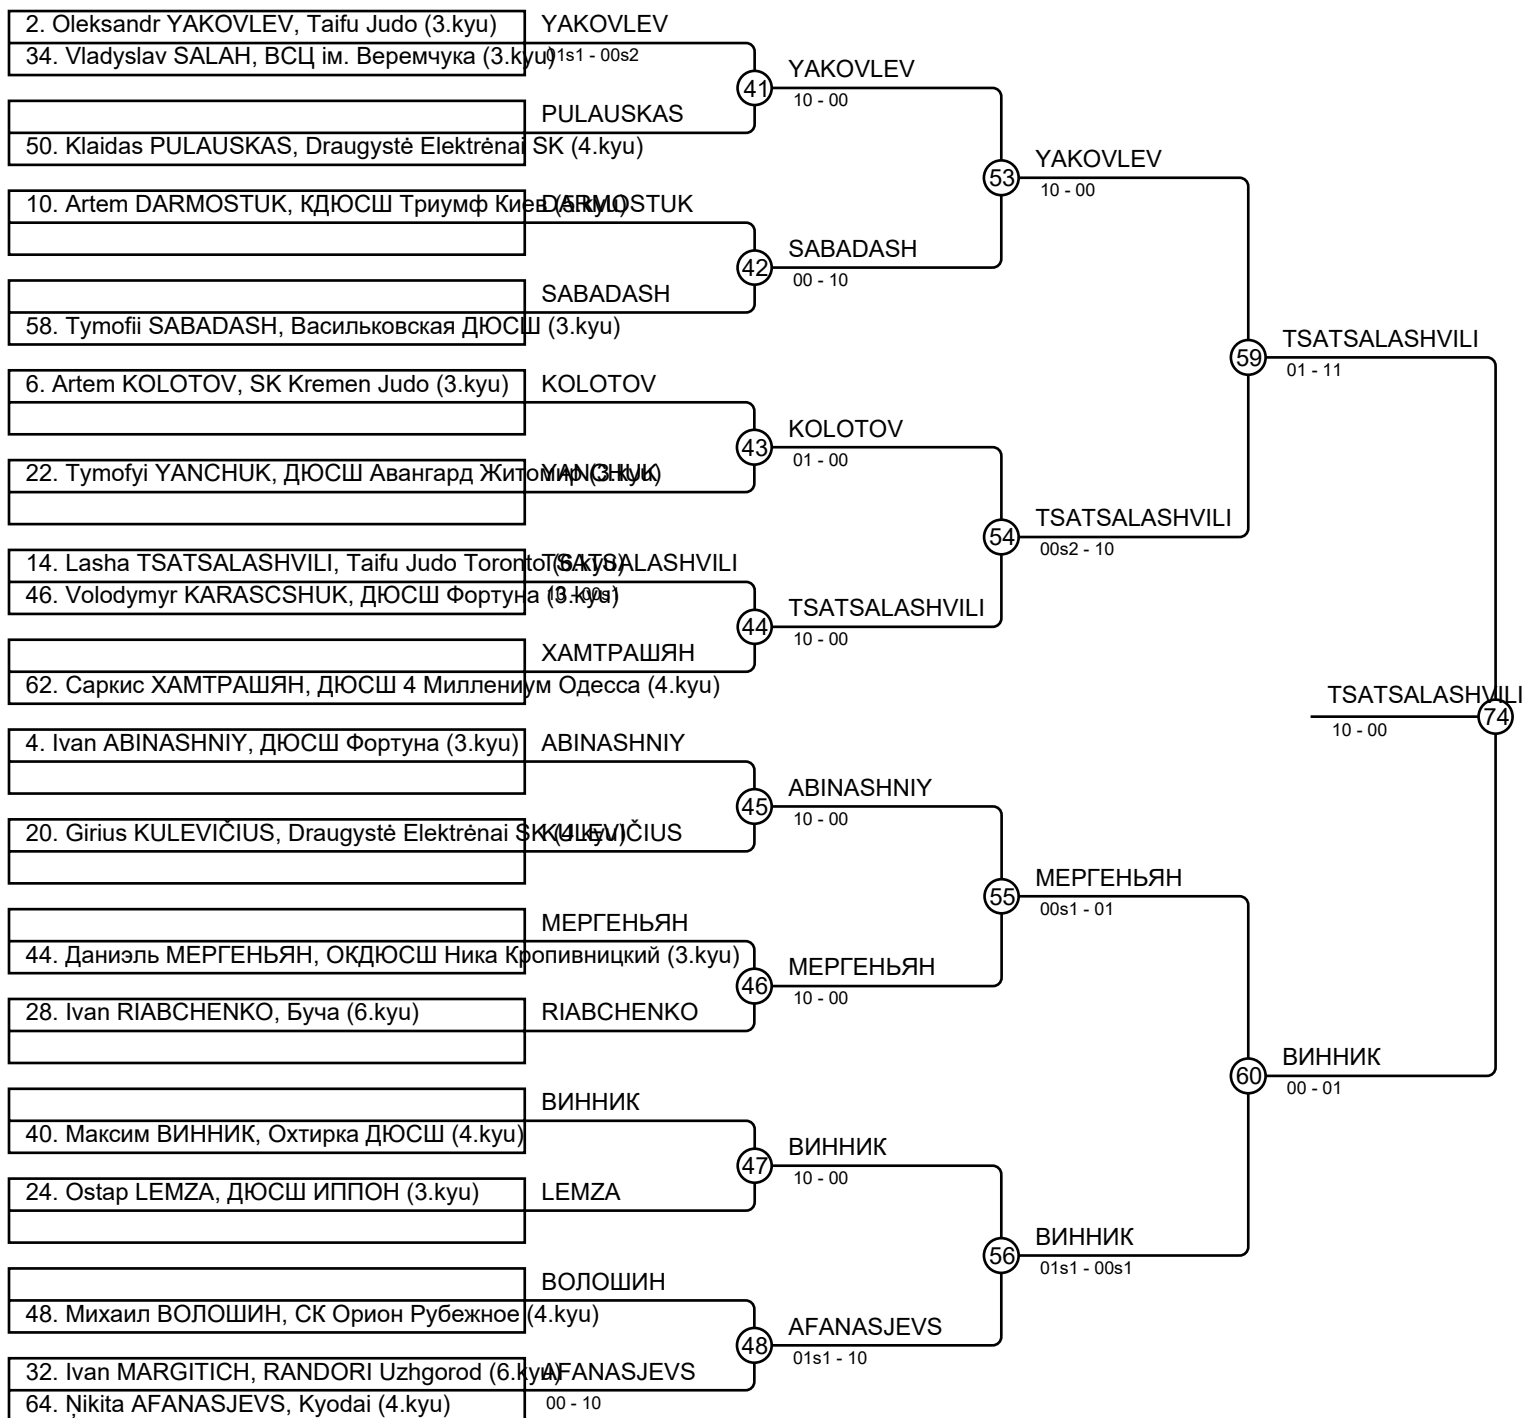 2. Oleksandr YAKOVLEV, Taifu Judo (3.kyu)
34. Vladyslav SALAH, ВСЦ ім. Веремчука (3.kyu)
50. Klaidas PULAUSKAS, Draugystė Elektrėnai SK (4.kyu)
10. Artem DARMOSTUK, КДЮСШ Триумф Киев (5.kyu)
58. Tymofii SABADASH, Васильковская ДЮСШ (3.kyu)
6. Artem KOLOTOV, SK Kremen Judo (3.kyu)
22. Tymofyi YANCHUK, ДЮСШ Авангард Житомир (3.kyu)
14. Lasha TSATSALASHVILI, Taifu Judo Toronto (6.kyu)
46. Volodymyr KARASCSHUK, ДЮСШ Фортуна (3.kyu)
62. Саркис ХАМТРАШЯН, ДЮСШ 4 Миллениум Одесса (4.kyu)
4. Ivan ABINASHNIY, ДЮСШ Фортуна (3.kyu)
20. Girius KULEVIČIUS, Draugystė Elektrėnai SK (4.kyu)
44. Даниэль МЕРГЕНЬЯН, ОКДЮСШ Ника Кропивницкий (3.kyu)
28. Ivan RIABCHENKO, Буча (6.kyu)
40. Максим ВИННИК, Охтирка ДЮСШ (4.kyu)
24. Ostap LEMZA, ДЮСШ ИППОН (3.kyu)
48. Михаил ВОЛОШИН, СК Орион Рубежное (4.kyu)
32. Ivan MARGITICH, RANDORI Uzhgorod (6.kyu)
64. Ņikita AFANASJEVS, Kyodai (4.kyu)
YAKOVLEV
01s1 - 00s2
PULAUSKAS
DARMOSTUK
SABADASH
KOLOTOV
YANCHUK
TSATSALASHVILI
ХАМТРАШЯН
ABINASHNIY
KULEVIČIUS
МЕРГЕНЬЯН
RIABCHENKO
ВИННИК
LEMZA
ВОЛОШИН
AFANASJEVS
00 - 10
41
YAKOVLEV
10 - 00
42
SABADASH
00 - 10
43
KOLOTOV
01 - 00
44
TSATSALASHVILI
10 - 00
45
ABINASHNIY
10 - 00
46
МЕРГЕНЬЯН
10 - 00
47
ВИННИК
10 - 00
48
AFANASJEVS
01s1 - 10
53
YAKOVLEV
10 - 00
54
TSATSALASHVILI
00s2 - 10
55
МЕРГЕНЬЯН
00s1 - 01
56
ВИННИК
01s1 - 00s1
59
TSATSALASHVILI
01 - 11
60
ВИННИК
00 - 01
TSATSALASHVILI
74
10 - 00